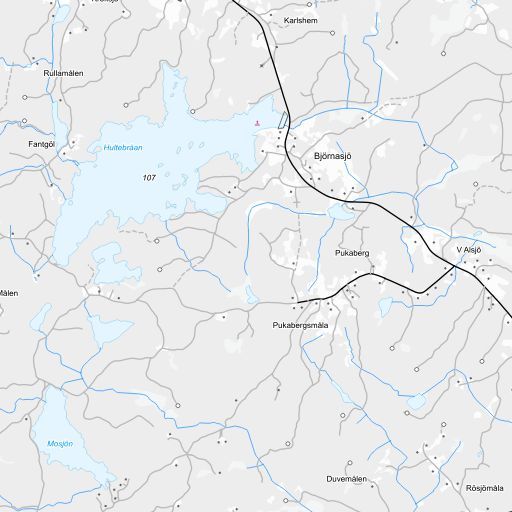 Karlshem
Rullamålen
Fantgöl
Hultebräan
107
Björnasjö
V Alsjö
Pukaberg
Målen
Pukabergsmåla
Mosjön
Duvemålen
Rösjömåla